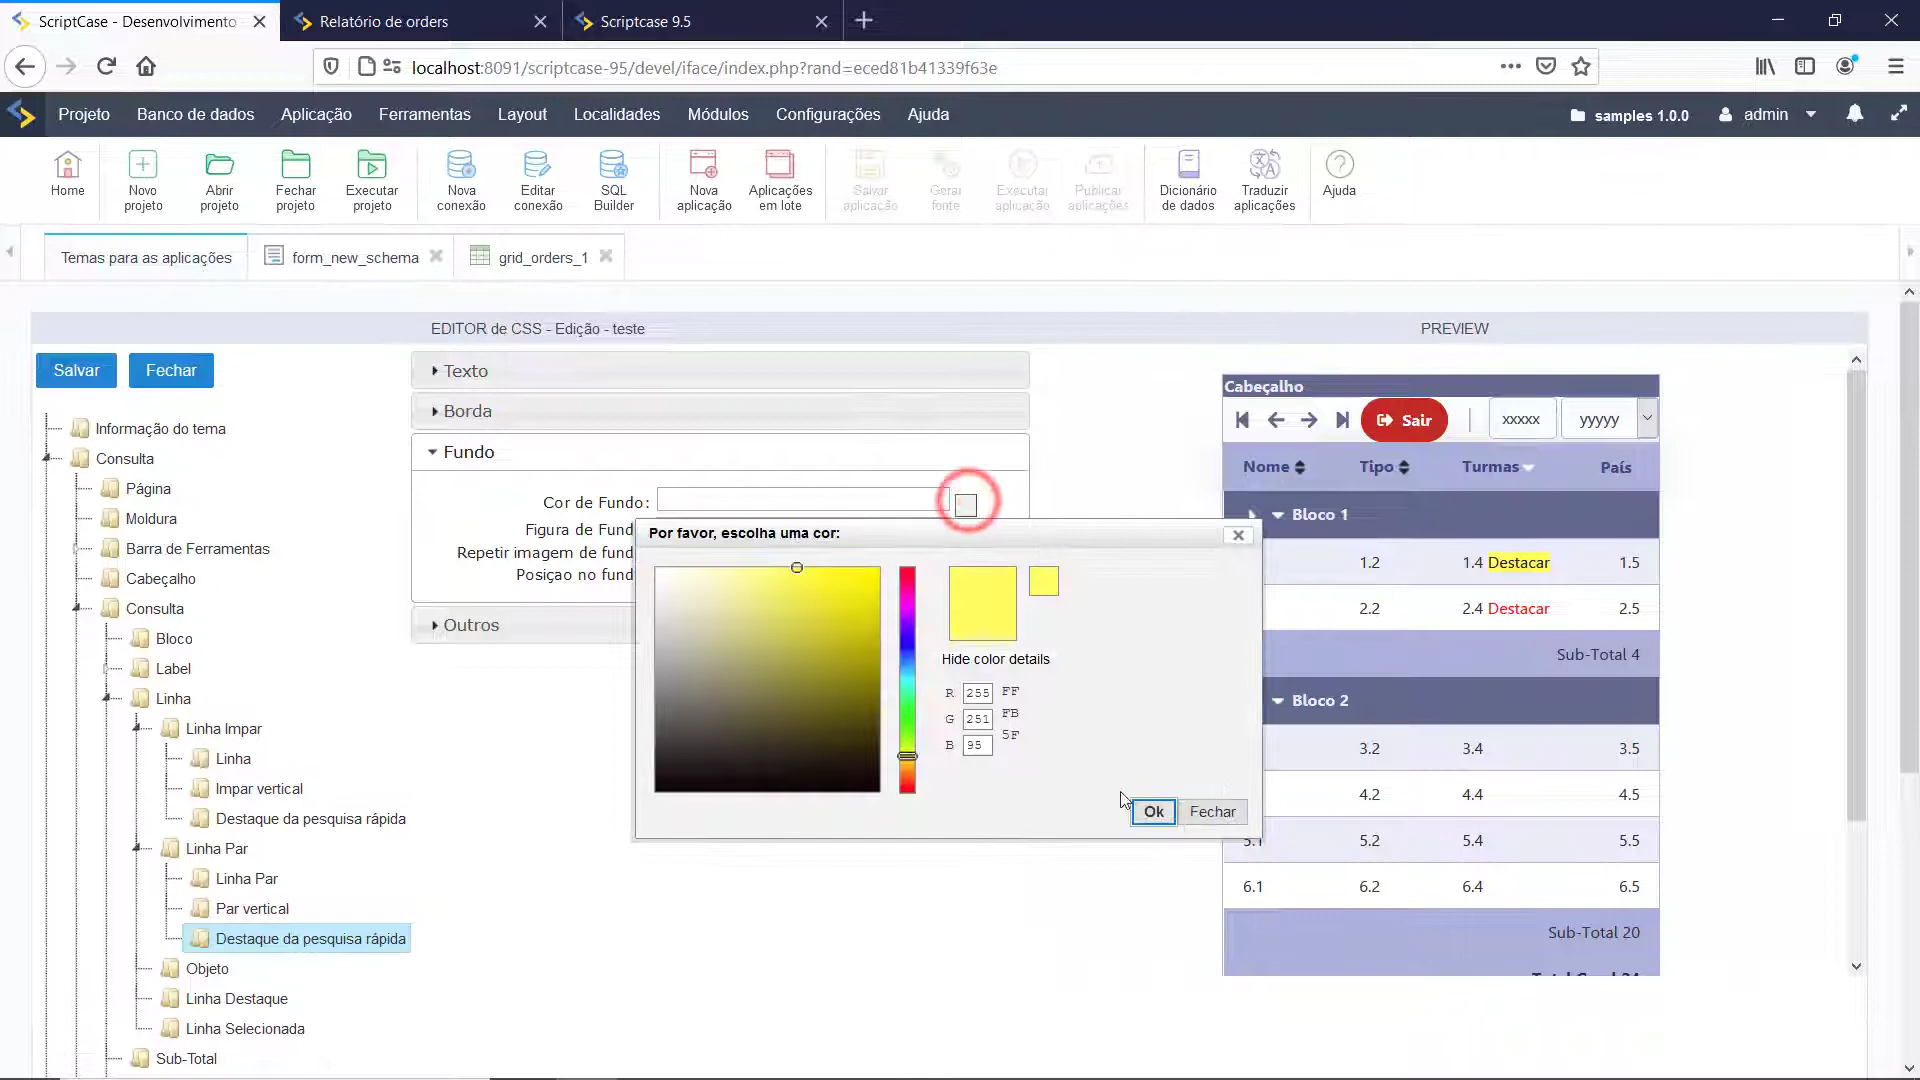 ScriptCase - Desenvolvimento
Relatório de orders
Scriptcase 9.5
localhost:8091/scriptcase-95/devel/iface/index.php?rand=eced81b41339f63e
Projeto
Banco de dados
Aplicação
Ferramentas
Layout
Localidades
Módulos
Configurações
Ajuda
samples 1.0.0
admin
Home
Novo projeto
Abrir projeto
Fechar projeto
Executar projeto
Nova conexão
Editar conexão
SQL Builder
Nova aplicação
Aplicações em lote
Salvar aplicação
Gerar fonte
Executar aplicação
Publicar aplicações
Dicionário de dados
Traduzir aplicações
Ajuda
Temas para as aplicações
form_new_schema
grid_orders_1
EDITOR de CSS - Edição - teste
PREVIEW
Salvar
Fechar
Informação do tema
Consulta
Página
Moldura
Barra de Ferramentas
Cabeçalho
Consulta
Bloco
Label
Linha
Linha Impar
Linha
Impar vertical
Destaque da pesquisa rápida
Linha Par
Linha Par
Par vertical
Destaque da pesquisa rápida
Objeto
Linha Destaque
Linha Selecionada
Sub-Total
Texto
Borda
Fundo
Cor de Fundo:
Figura de Fund
Repetir imagem de fund
Posiçao no fund
Outros
Por favor, escolha uma cor:
Hide color details
R 255 FF
G 251 FB
B 95 5F
Ok
Fechar
Cabeçalho
Sair
xxxxx
yyyyy
Nome Tipo Turmas País
Bloco 1
1.2 1.4 Destacar 1.5
2.2 2.4 Destacar 2.5
Sub-Total 4
Bloco 2
3.2 3.4 3.5
4.2 4.4 4.5
5.1 5.2 5.4 5.5
6.1 6.2 6.4 6.5
Sub-Total 20